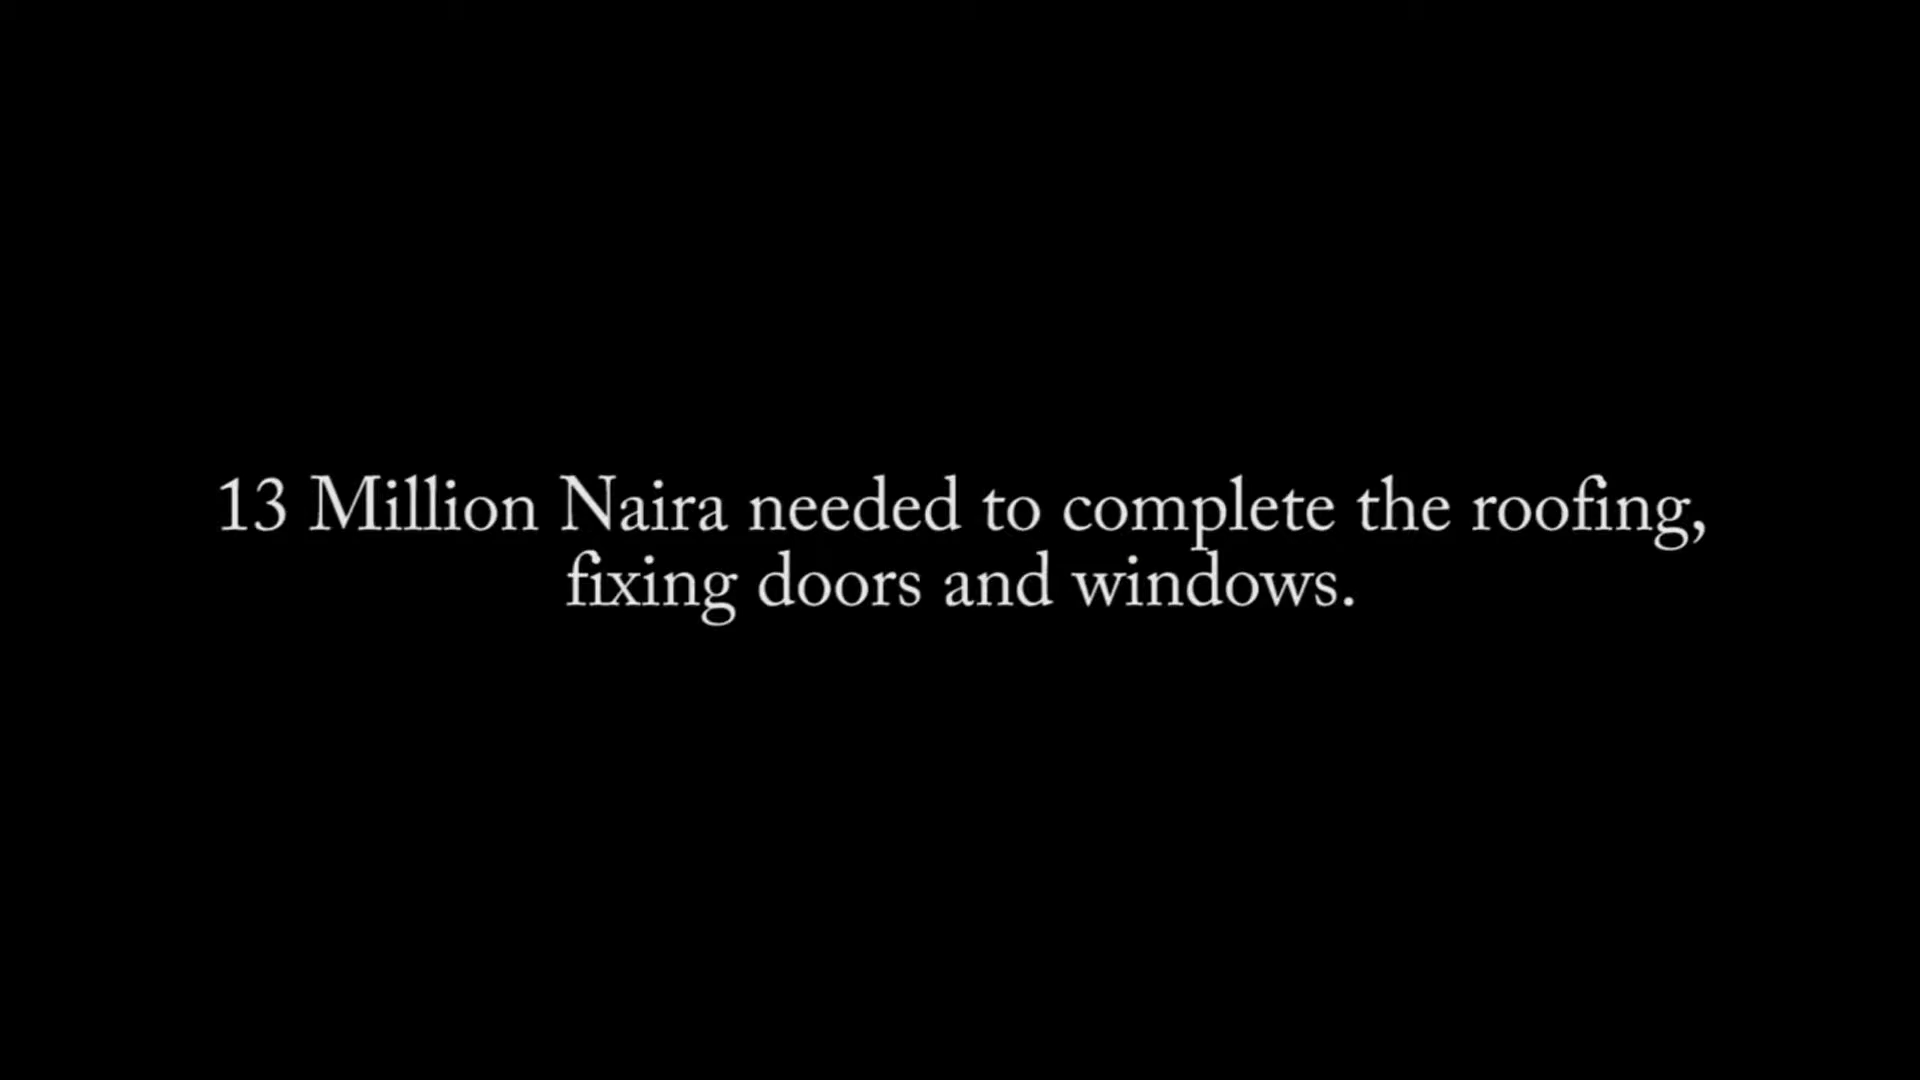 13 Million Naira needed to complete the roofing,
fixing doors and windows.